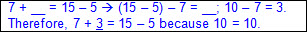 7 + __ = 15 – 5 → (15 – 5) – 7 = __; 10 – 7 = 3.
Therefore, 7 + 3 = 15 – 5 because 10 = 10.